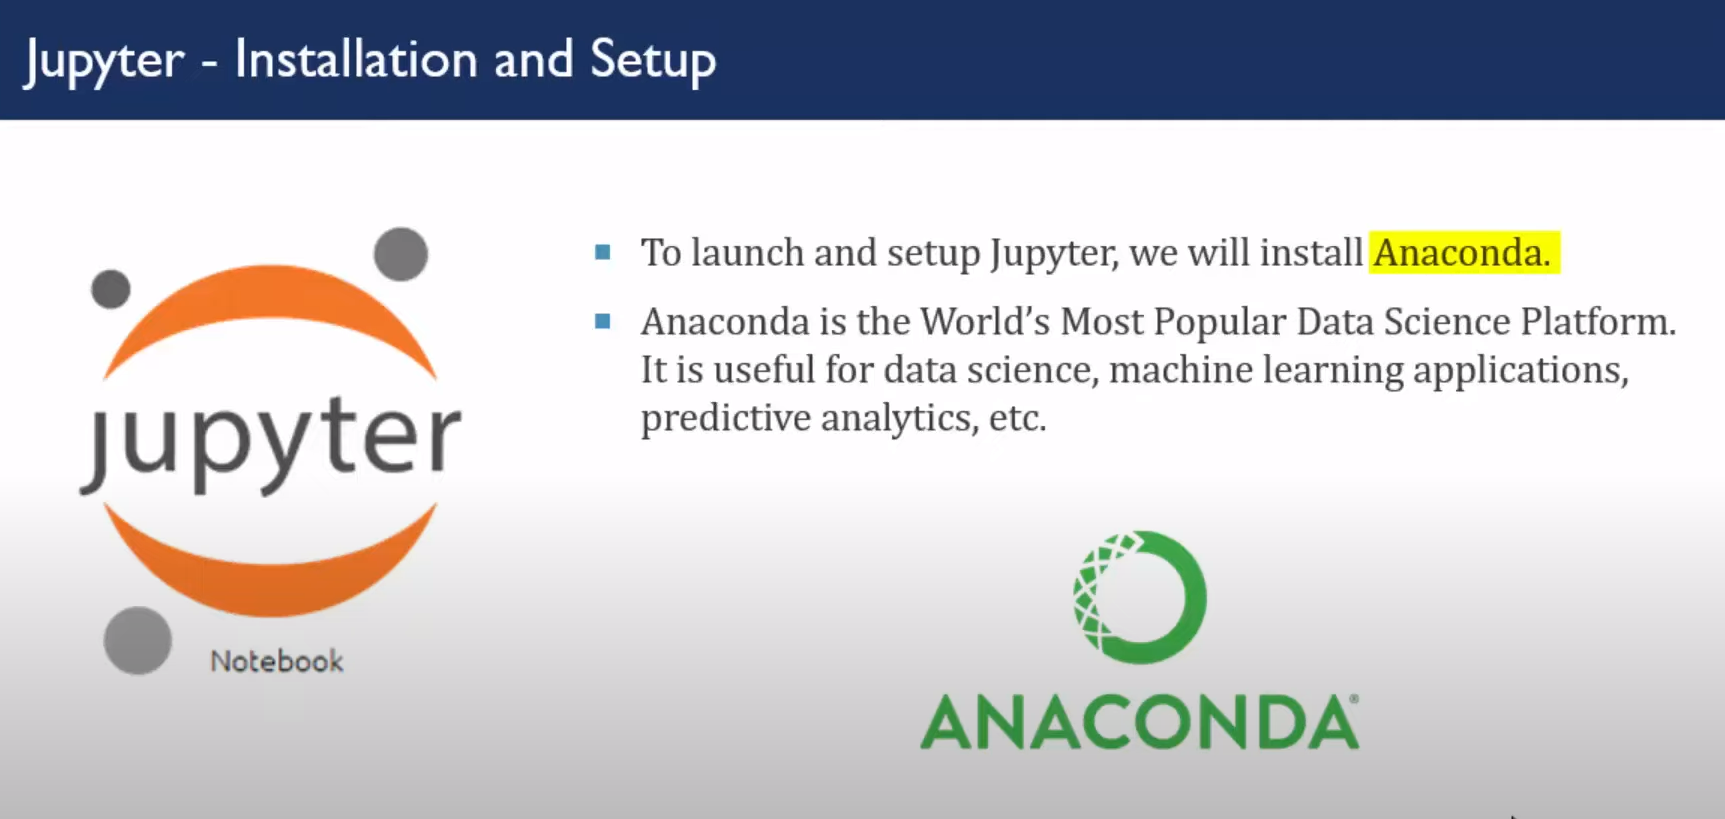 Jupyter - Installation and Setup
To launch and setup Jupyter, we will install Anaconda.
Anaconda is the World's Most Popular Data Science Platform.
It is useful for data science, machine learning applications,
predictive analytics, etc.
jupyter
Notebook
ANACONDA®